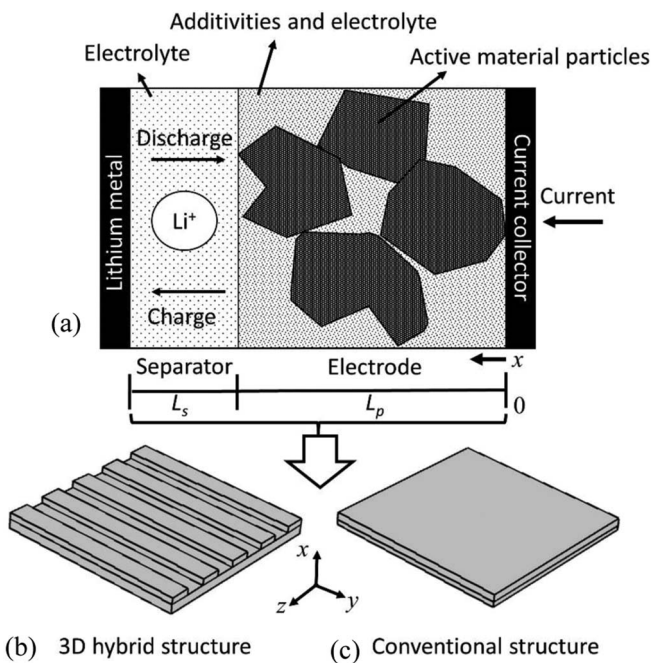 Additivities and electrolyte
Electrolyte
Active material particles
Lithium metal
Discharge
Li+
Charge
Current collector
Current
(a)
Separator
Electrode
x
Ls
Lp
0
x
z
y
(b) 3D hybrid structure
(c) Conventional structure